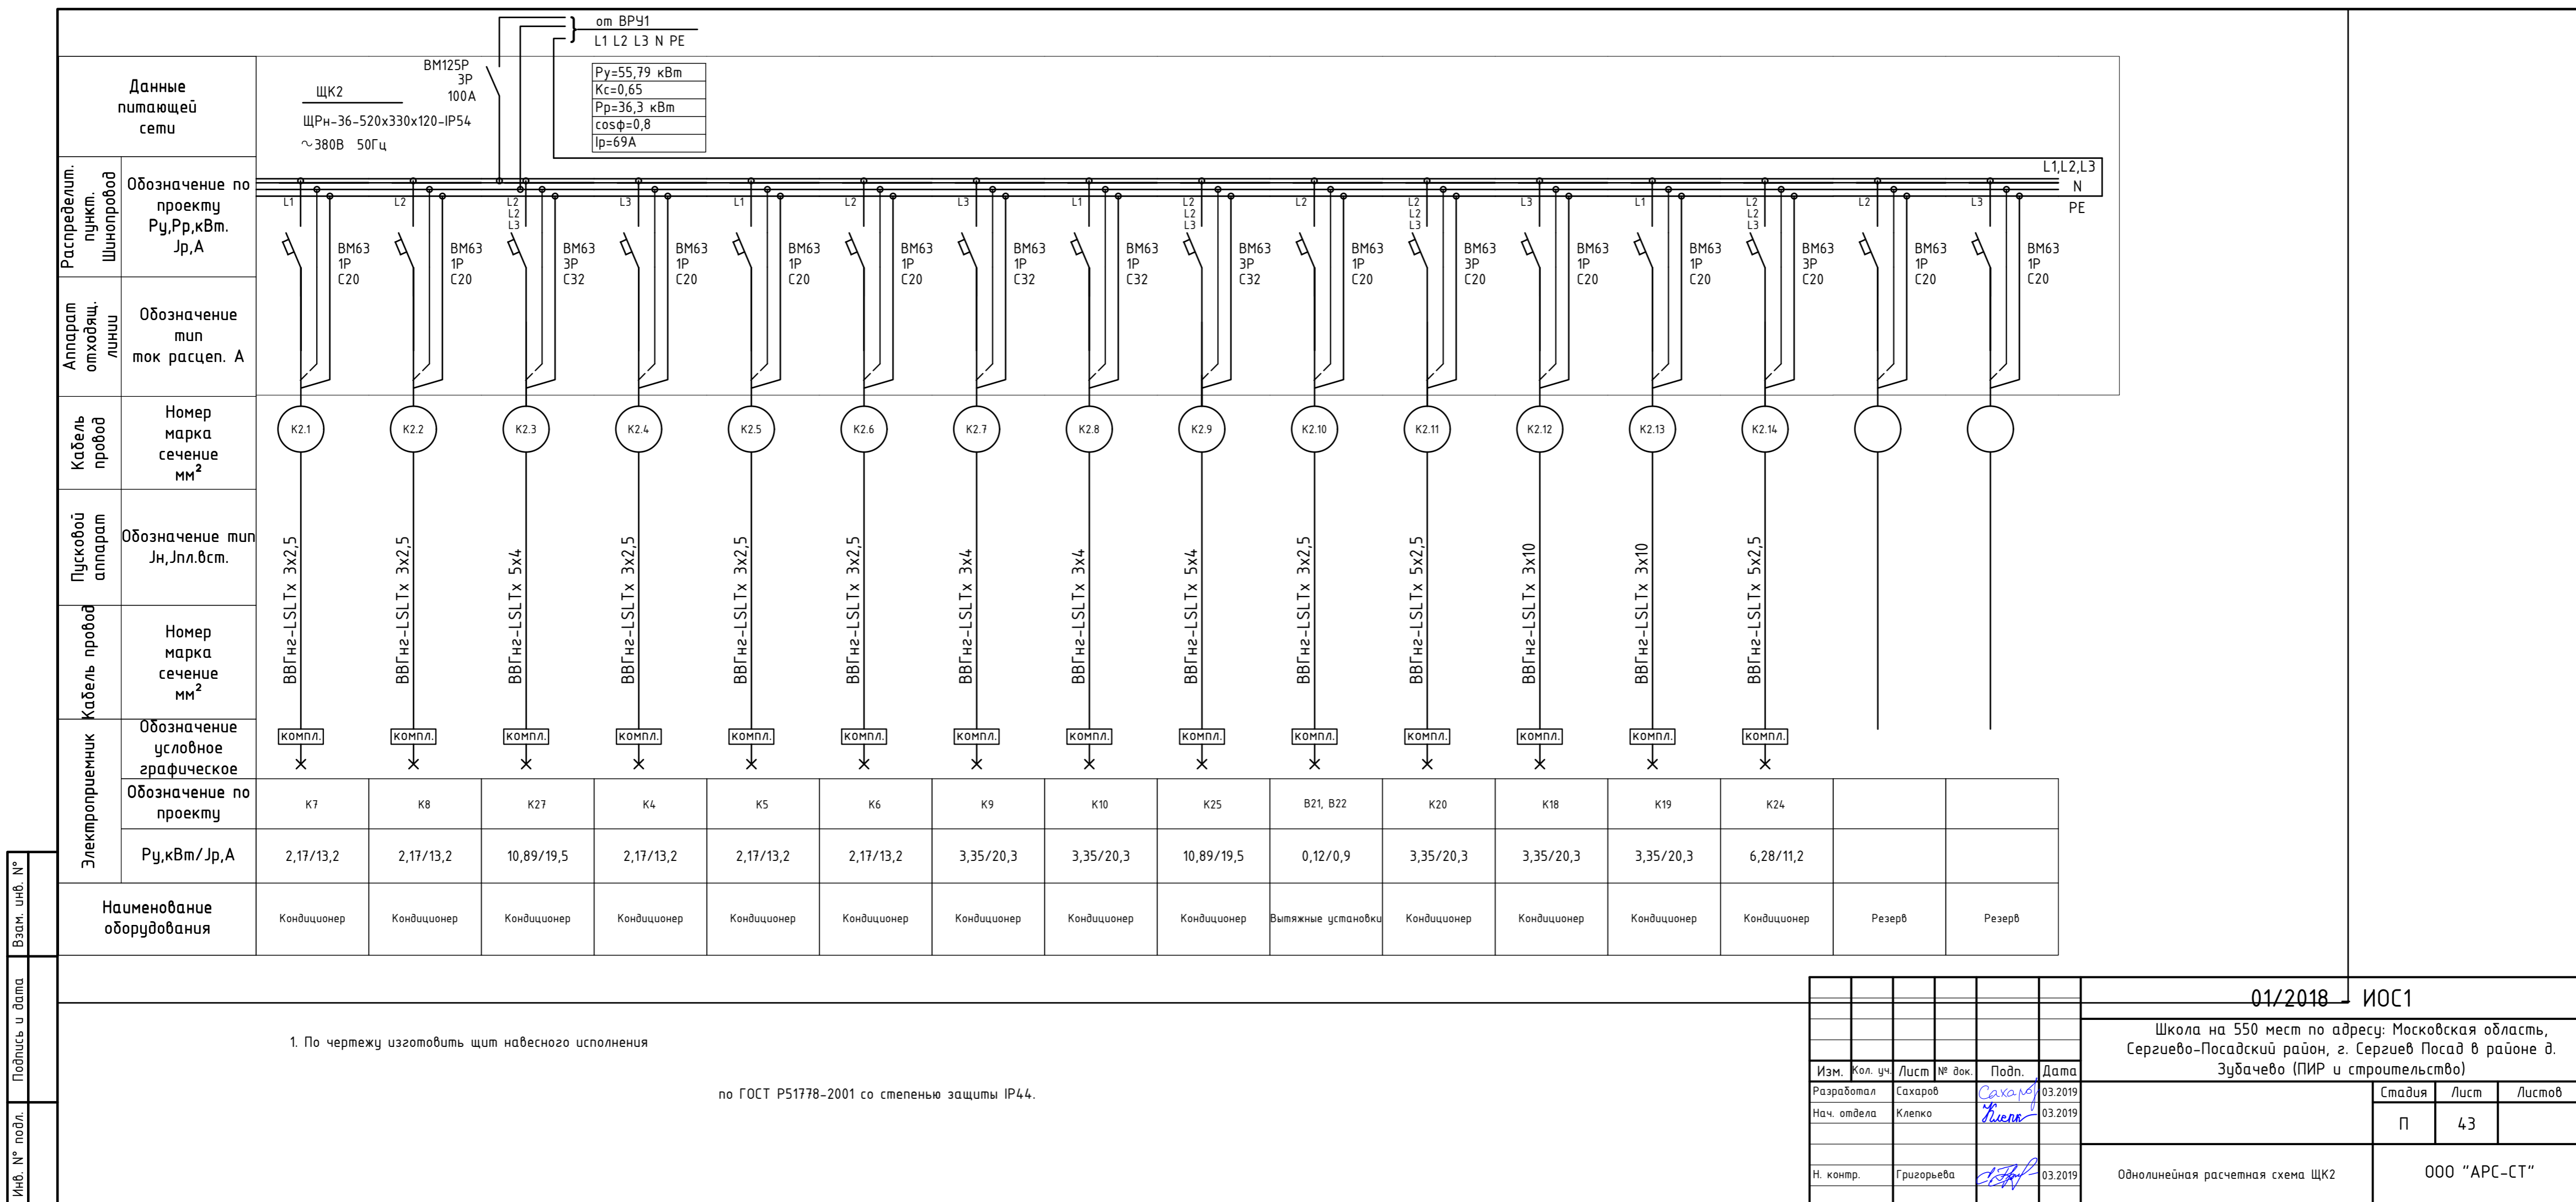 от ВРУ1
L1 L2 L3 N PE
Данные
питающей
сети
ЩК2
ЩРн-36-520х330х120-IP54
~380В 50Гц
ВМ125Р
3Р
100А
Ру=55,79 кВт
Кс=0,65
Рр=36,3 кВт
cosф=0,8
Ip=69А
L1,L2,L3
N
PE
Распределит.
пункт.
Шинопровод
Обозначение по
проекту
Ру,Рр,кВт.
Jр,А
L1
L2
L2
L2
L3
L3
L1
L2
L3
L1
L2
L2
L3
L2
L2
L2
L3
L3
L1
L2
L2
L3
L2
L3
ВМ63
1Р
С20
ВМ63
1Р
С20
ВМ63
3Р
С32
ВМ63
1Р
С20
ВМ63
1Р
С20
ВМ63
1Р
С20
ВМ63
1Р
С32
ВМ63
1Р
С32
ВМ63
3Р
С32
ВМ63
1Р
С20
ВМ63
3Р
С20
ВМ63
1Р
С20
ВМ63
1Р
С20
ВМ63
3Р
С20
ВМ63
1Р
С20
ВМ63
1Р
С20
Аппарат
отходящ.
линии
Обозначение
тип
ток расцеп. А
Кабель
провод
Номер
марка
сечение
мм²
К2.1
К2.2
К2.3
К2.4
К2.5
К2.6
К2.7
К2.8
К2.9
К2.10
К2.11
К2.12
К2.13
К2.14
Пусковой
аппарат
Обозначение тип
Jн,Jпл.вст.
ВВГнг-LSLTx 3х2,5
ВВГнг-LSLTx 3х2,5
ВВГнг-LSLTx 5х4
ВВГнг-LSLTx 3х2,5
ВВГнг-LSLTx 3х2,5
ВВГнг-LSLTx 3х2,5
ВВГнг-LSLTx 3х4
ВВГнг-LSLTx 3х4
ВВГнг-LSLTx 5х4
ВВГнг-LSLTx 3х2,5
ВВГнг-LSLTx 5х2,5
ВВГнг-LSLTx 3х10
ВВГнг-LSLTx 3х10
ВВГнг-LSLTx 5х2,5
Кабель провод
Номер
марка
сечение
мм²
Электроприемник
Обозначение
условное
графическое
КОМПЛ.
КОМПЛ.
КОМПЛ.
КОМПЛ.
КОМПЛ.
КОМПЛ.
КОМПЛ.
КОМПЛ.
КОМПЛ.
КОМПЛ.
КОМПЛ.
КОМПЛ.
КОМПЛ.
КОМПЛ.
Обозначение по
проекту
К7 К8 К27 К4 К5 К6 К9 К10 К25 В21, В22 К20 К18 К19 К24
Ру,кВт/Jр,А
2,17/13,2 2,17/13,2 10,89/19,5 2,17/13,2 2,17/13,2 2,17/13,2 3,35/20,3 3,35/20,3 10,89/19,5 0,12/0,9 3,35/20,3 3,35/20,3 3,35/20,3 6,28/11,2
Наименование
оборудования
Кондиционер Кондиционер Кондиционер Кондиционер Кондиционер Кондиционер Кондиционер Кондиционер Кондиционер Вытяжные установки Кондиционер Кондиционер Кондиционер Кондиционер Резерв Резерв
1. По чертежу изготовить щит навесного исполнения
по ГОСТ Р51778-2001 со степенью защиты IP44.
Взам. инв. N°
Подпись и дата
Инв. N° подл.
01/2018 - ИОС1
Школа на 550 мест по адресу: Московская область,
Сергиево-Посадский район, г. Сергиев Посад в районе д.
Зубачево (ПИР и строительство)
Изм. Кол. уч. Лист № док. Подп. Дата
Разработал Сахаров Сахаров 03.2019
Нач. отдела Клепко Клепк 03.2019
Н. контр. Григорьева 03.2019
Стадия Лист Листов
П 43
Однолинейная расчетная схема ЩК2
ООО "АРС-СТ"